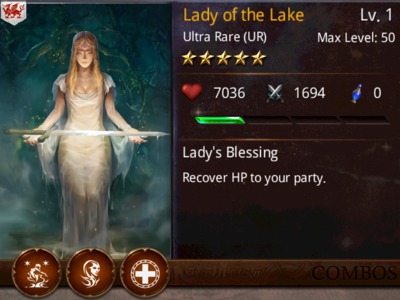 Lady of the Lake
Lv. 1
Ultra Rare (UR)
Max Level: 50
7036
1694
0
Lady's Blessing
Recover HP to your party.
COMBOS